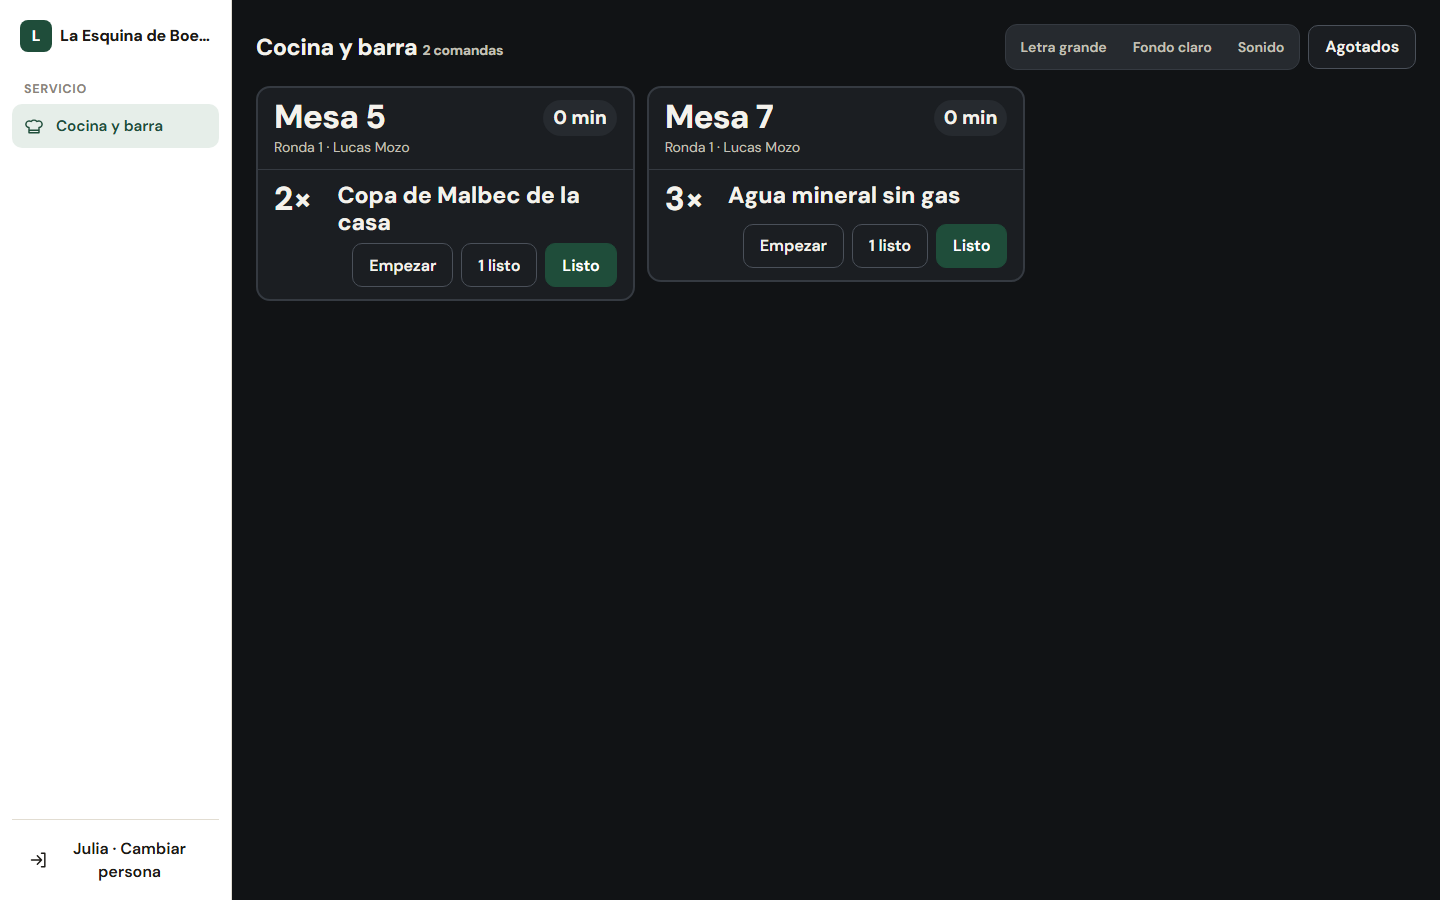 L
La Esquina de Boe...
SERVICIO
Cocina y barra
Julia · Cambiar
persona
Cocina y barra 2 comandas
Letra grande
Fondo claro
Sonido
Agotados
Mesa 5
0 min
Ronda 1 · Lucas Mozo
2×
Copa de Malbec de la
casa
Empezar
1 listo
Listo
Mesa 7
0 min
Ronda 1 · Lucas Mozo
3×
Agua mineral sin gas
Empezar
1 listo
Listo